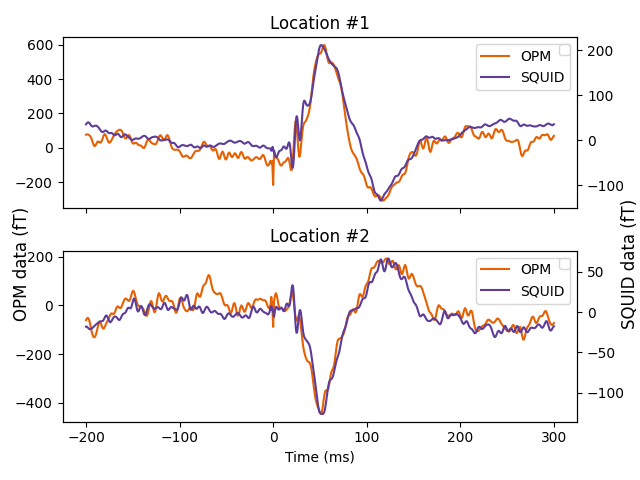 Location #1
600
400
200
0
−200
200
100
0
−100
OPM
SQUID
OPM data (fT)
SQUID data (fT)
Location #2
200
0
−200
−400
50
0
−50
−100
OPM
SQUID
−200
−100
0
100
200
300
Time (ms)